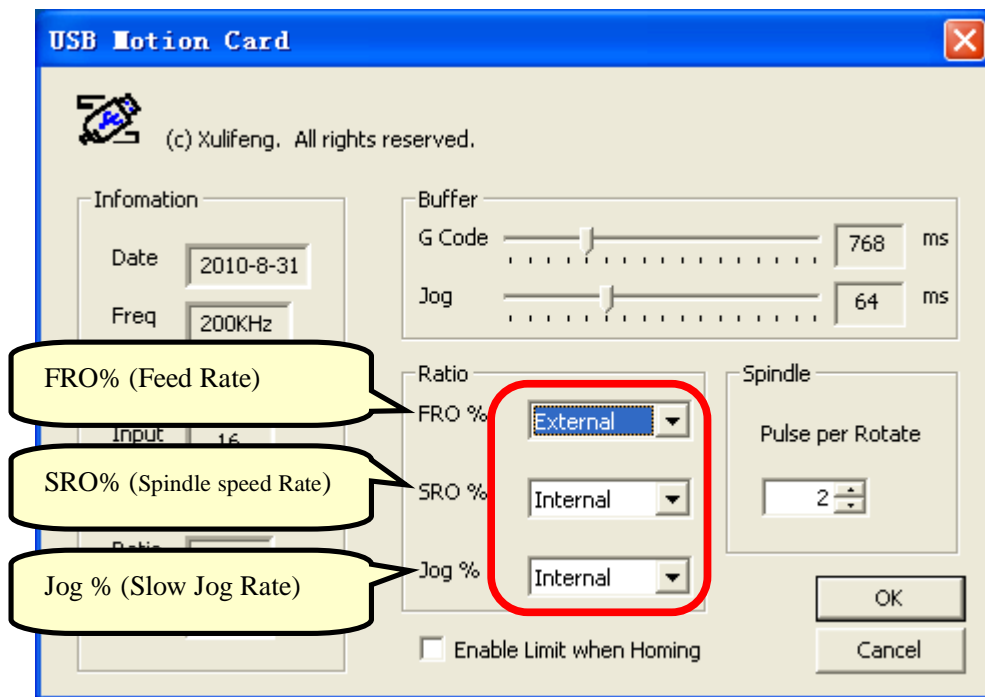 USB Motion Card
(c) Xulifeng. All rights reserved.
Infomation
Date 2010-8-31
Freq 200KHz
Input 16
Buffer
G Code 768 ms
Jog 64 ms
FRO% (Feed Rate)
SRO% (Spindle speed Rate)
Jog % (Slow Jog Rate)
Ratio
FRO % External
SRO % Internal
Jog % Internal
Spindle
Pulse per Rotate
2
Enable Limit when Homing
OK
Cancel